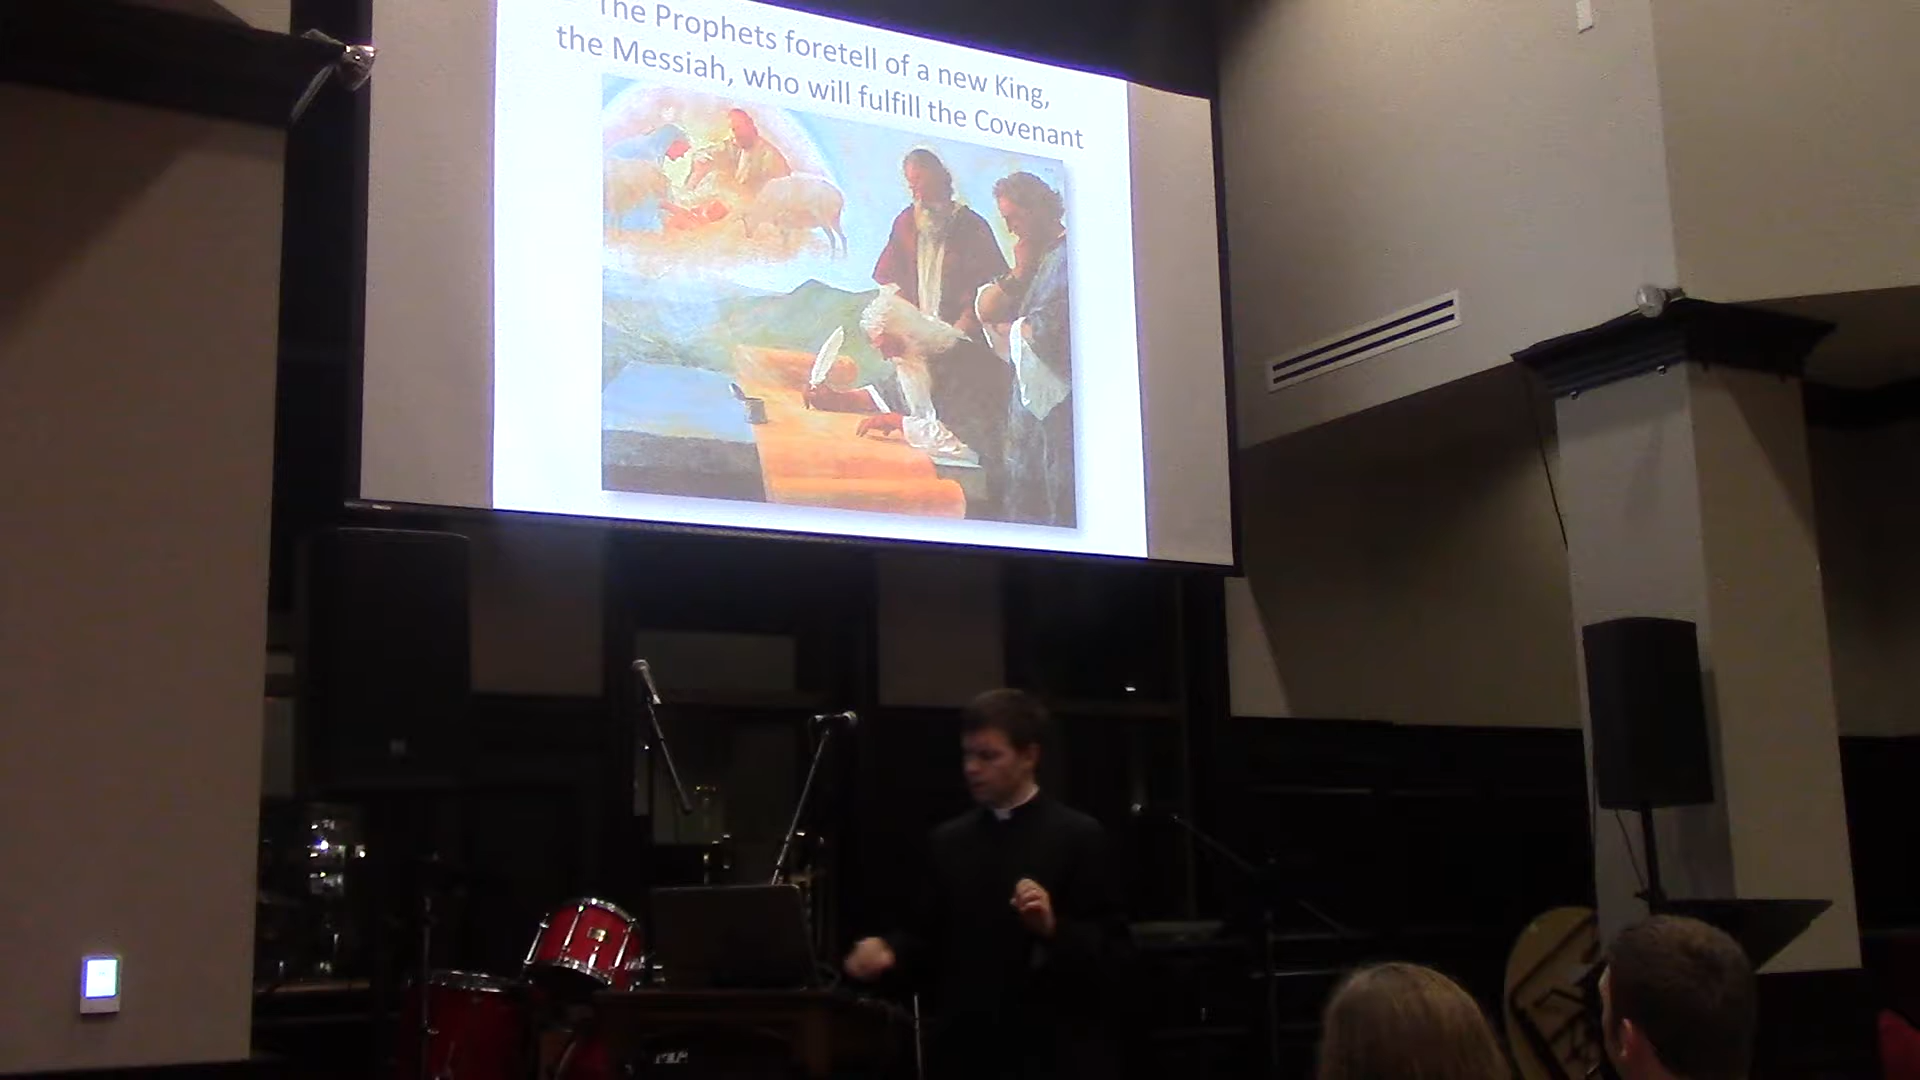 The Prophets foretell of a new King,
the Messiah, who will fulfill the Covenant